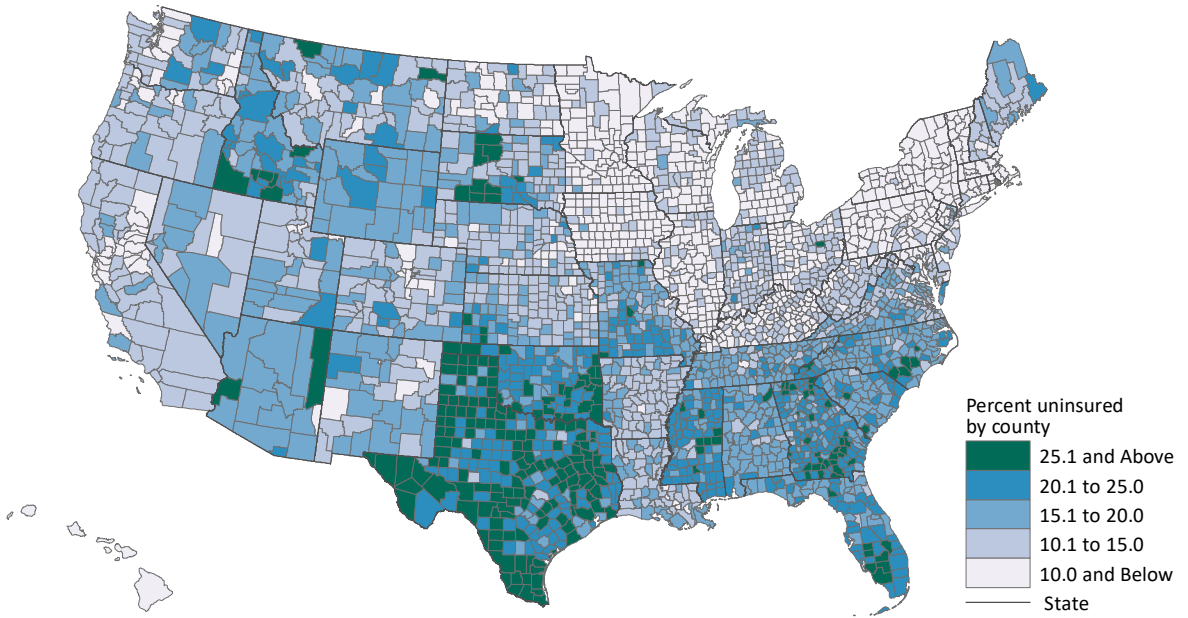 Percent uninsured
by county
25.1 and Above
20.1 to 25.0
15.1 to 20.0
10.1 to 15.0
10.0 and Below
State